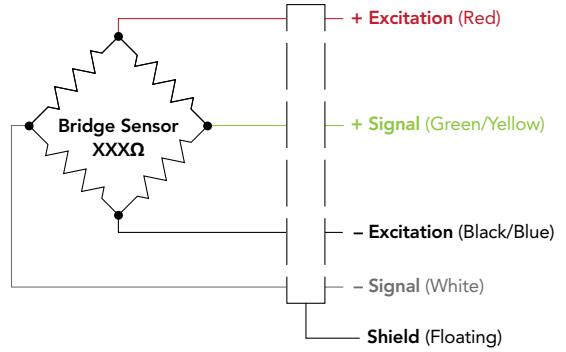 + Excitation (Red)
+ Signal (Green/Yellow)
Bridge Sensor
XXXΩ
– Excitation (Black/Blue)
– Signal (White)
Shield (Floating)